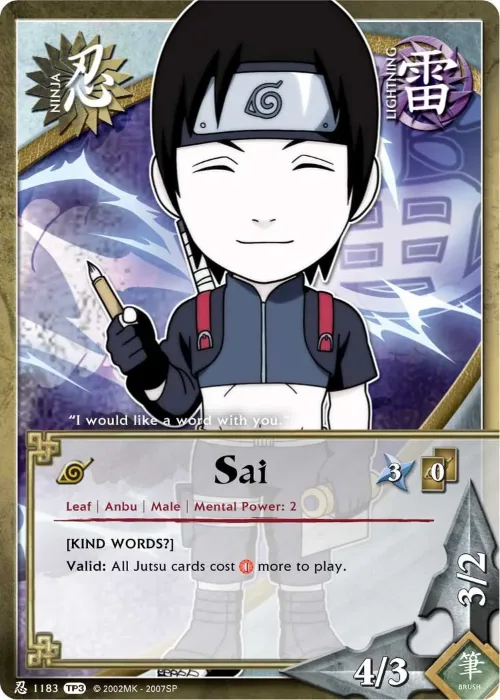 NINJA
忍
LIGHTNING
雷
"I would like a word with you."
Sai
3
0
Leaf | Anbu | Male | Mental Power: 2
[KIND WORDS?]
Valid: All Jutsu cards cost 1 more to play.
3/2
4/3
筆
BRUSH
忍 1183 TP3 © 2002MK - 2007SP